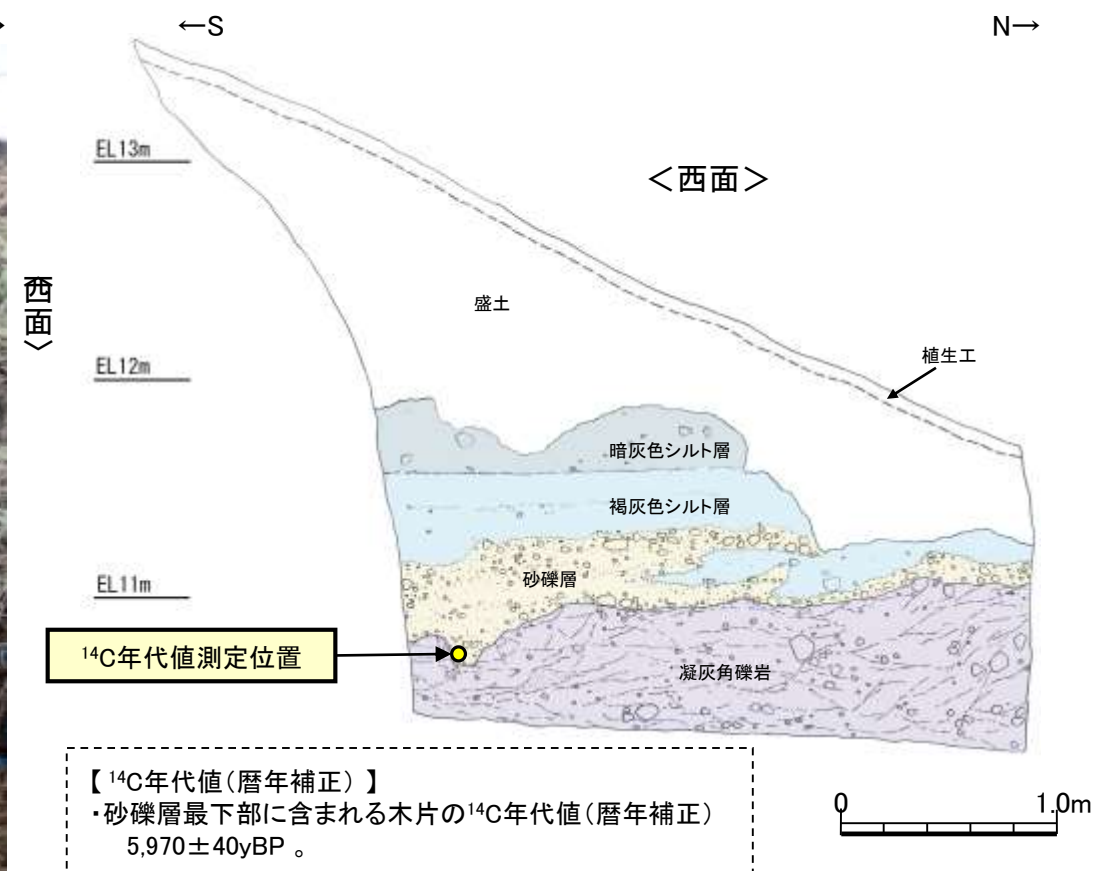 ←S
N→
EL13m
＜西面＞
西面＞
盛土
EL12m
植生工
暗灰色シルト層
褐灰色シルト層
EL11m
砂礫層
¹⁴C年代値測定位置
凝灰角礫岩
【¹⁴C年代値(暦年補正)】
・砂礫層最下部に含まれる木片の¹⁴C年代値(暦年補正)
5,970±40yBP 。
0
1.0m